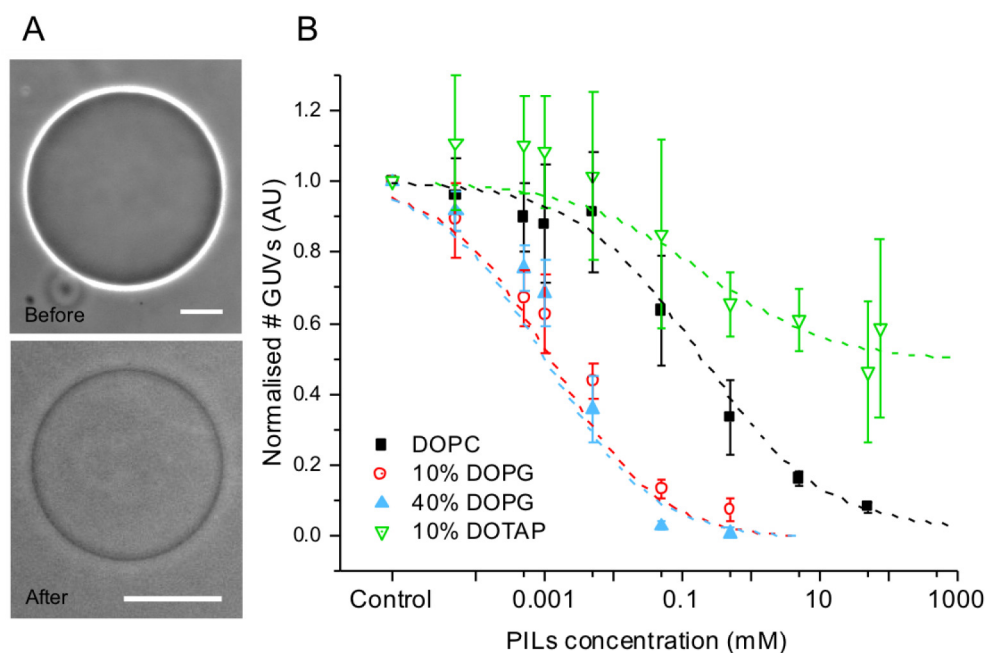 A
Before
After
B
Normalised # GUVs (AU)
1.2
1.0
0.8
0.6
0.4
0.2
0.0
DOPC
10% DOPG
40% DOPG
10% DOTAP
Control 0.001 0.1 10 1000
PILs concentration (mM)